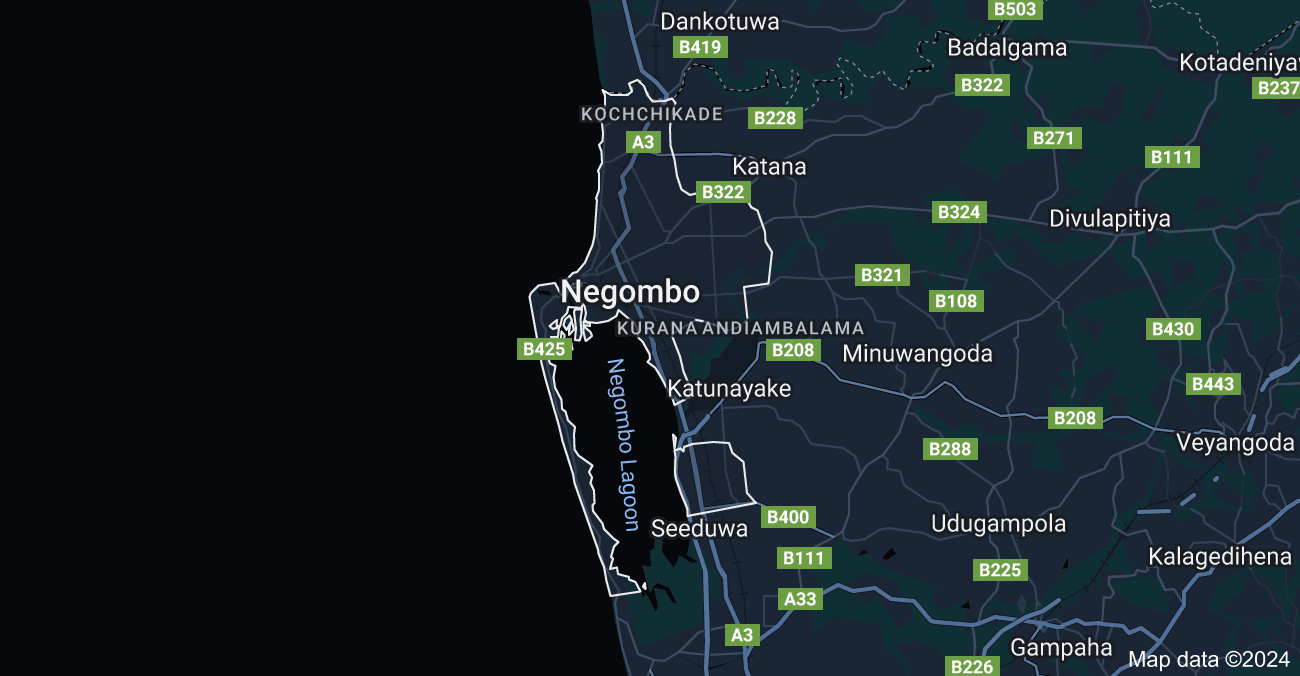 B503
Dankotuwa
B419
Badalgama
Kotadeniya
B322
B237
KOCHCHIKADE
B228
A3
B271
B111
Katana
B322
B324
Divulapitiya
B321
Negombo
B108
KURANA ANDIAMBALAMA
B430
B425
B208
Minuwangoda
Katunayake
B443
Negombo Lagoon
B208
Veyangoda
B288
B400
Seeduwa
Udugampola
B111
Kalagedihena
B225
A33
A3
Gampaha
B226
Map data ©2024